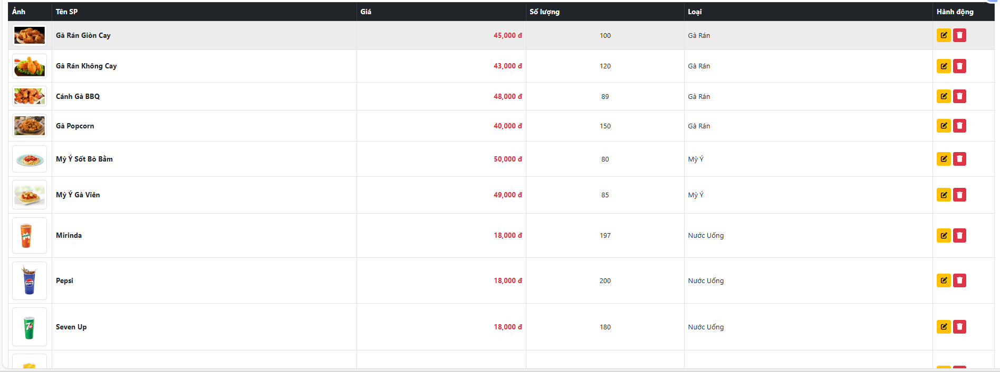 Ảnh Tên SP Giá Số lượng Loại Hành động
Gà Rán Giòn Cay 45,000 đ 100 Gà Rán
Gà Rán Không Cay 43,000 đ 120 Gà Rán
Cánh Gà BBQ 48,000 đ 89 Gà Rán
Gà Popcorn 40,000 đ 150 Gà Rán
Mỳ Ý Sốt Bò Bằm 50,000 đ 80 Mỳ Ý
Mỳ Ý Gà Viên 49,000 đ 85 Mỳ Ý
Mirinda 18,000 đ 197 Nước Uống
Pepsi 18,000 đ 200 Nước Uống
PEPSI
Seven Up 18,000 đ 180 Nước Uống
7UP